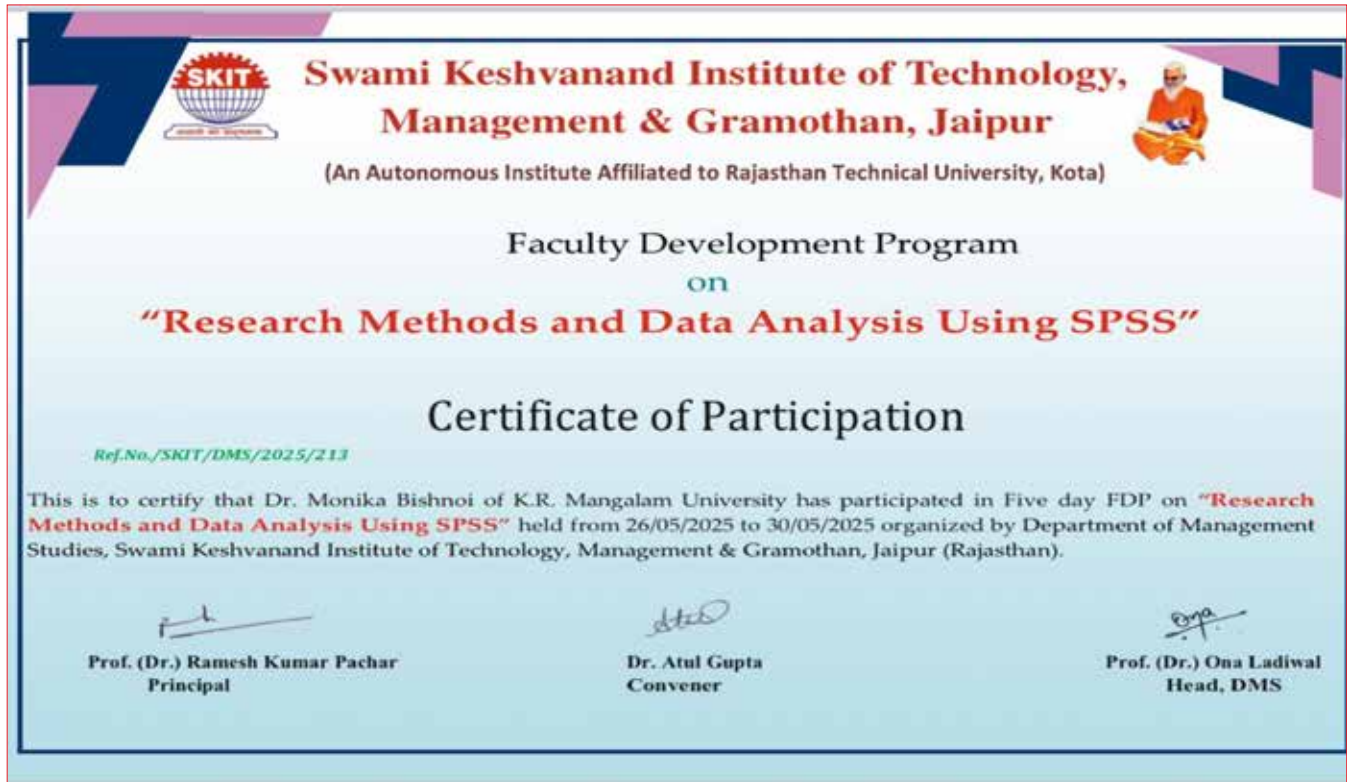 SKIT
Swami Keshvanand Institute of Technology,
Management & Gramothan, Jaipur
(An Autonomous Institute Affiliated to Rajasthan Technical University, Kota)
Faculty Development Program
on
“Research Methods and Data Analysis Using SPSS”
Certificate of Participation
Ref.No./SKIT/DMS/2025/213
This is to certify that Dr. Monika Bishnoi of K.R. Mangalam University has participated in Five day FDP on “Research
Methods and Data Analysis Using SPSS” held from 26/05/2025 to 30/05/2025 organized by Department of Management
Studies, Swami Keshvanand Institute of Technology, Management & Gramothan, Jaipur (Rajasthan).
Prof. (Dr.) Ramesh Kumar Pachar
Principal
Dr. Atul Gupta
Convener
Ona
Prof. (Dr.) Ona Ladiwal
Head, DMS